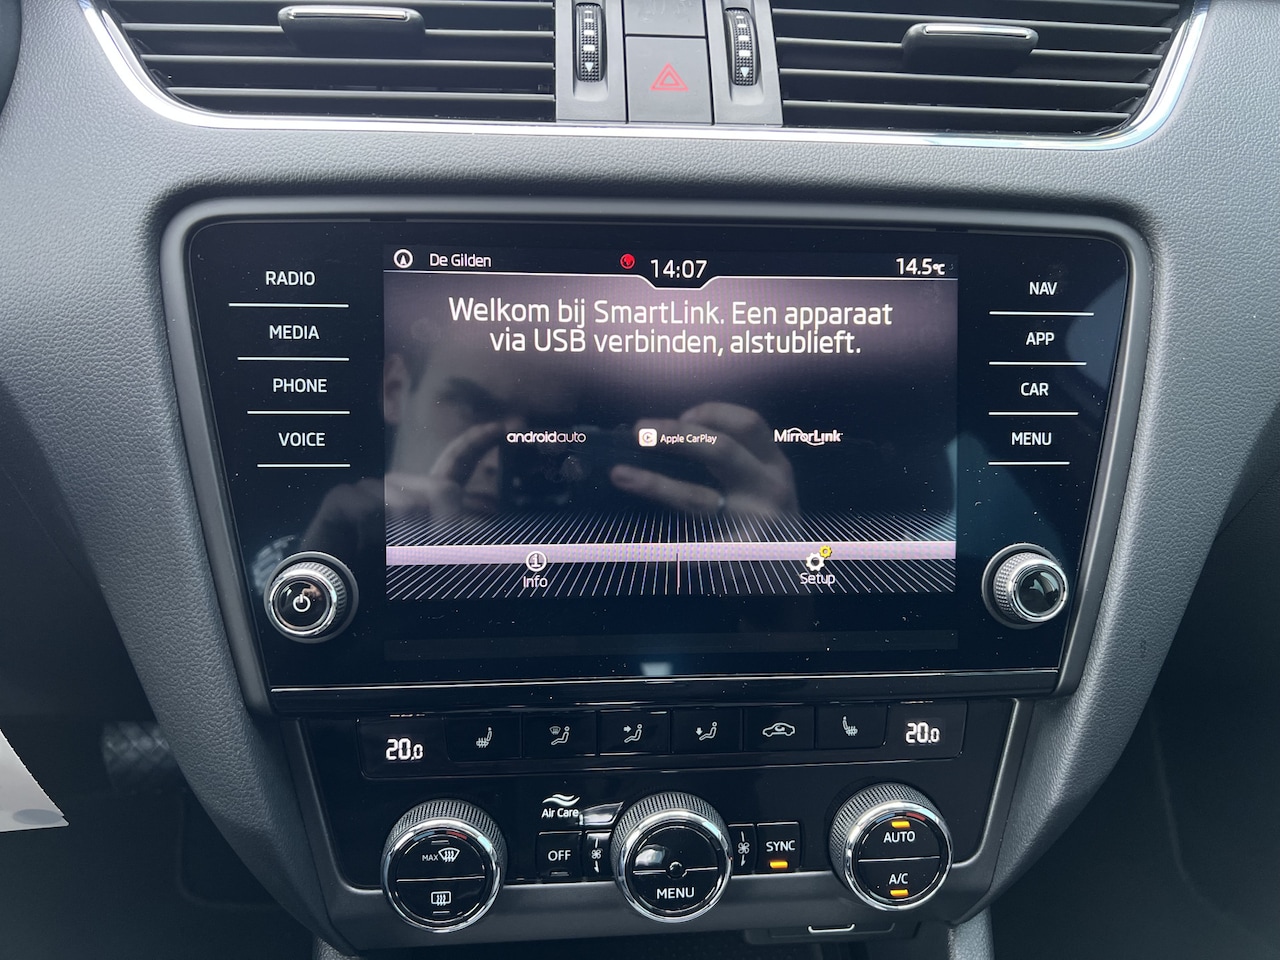 De Gilden
14:07
14.5°C
Welkom bij SmartLink. Een apparaat
via USB verbinden, alstublieft.
androidauto
Apple CarPlay
MirrorLink
Info
Setup
RADIO
MEDIA
PHONE
VOICE
NAV
APP
CAR
MENU
20.0
20.0
Air Care
MAX
OFF
MENU
SYNC
AUTO
A/C